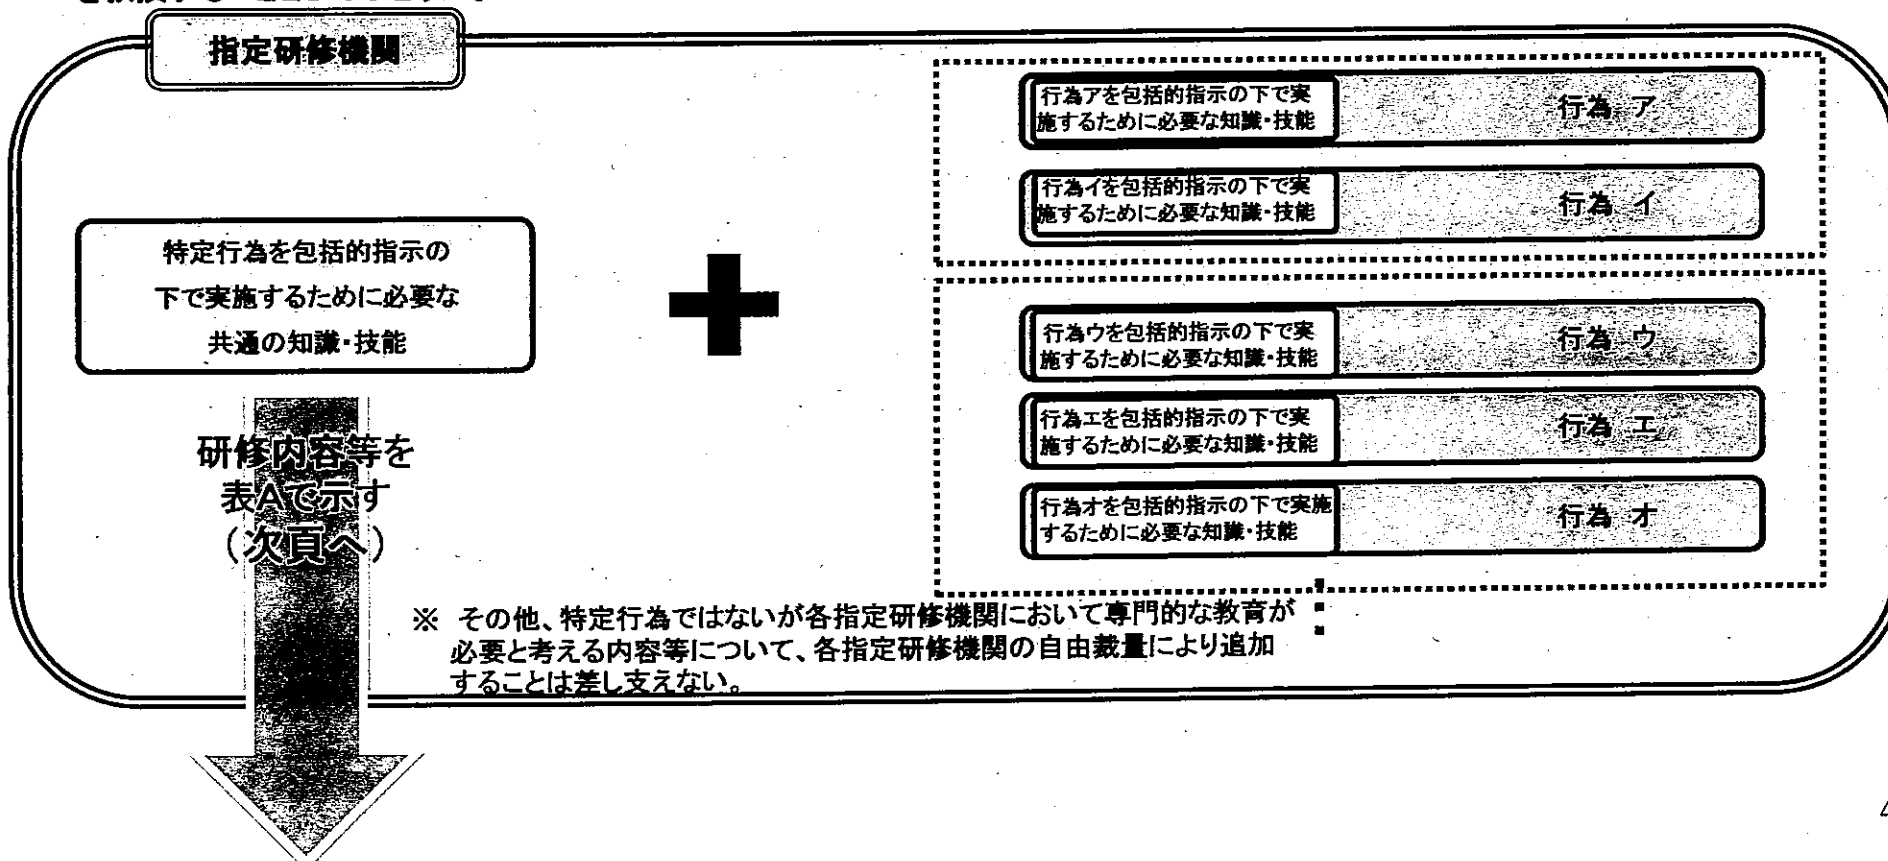 指定研修機関
行為アを包括的指示の下で実
施するために必要な知識・技能
行為 ア
行為イを包括的指示の下で実
施するために必要な知識・技能
行為 イ
特定行為を包括的指示の
下で実施するために必要な
共通の知識・技能
行為ウを包括的指示の下で実
施するために必要な知識・技能
行為 ウ
行為エを包括的指示の下で実
施するために必要な知識・技能
行為 エ
行為オを包括的指示の下で実施
するために必要な知識・技能
行為 オ
研修内容等を
表Aで示す
(次頁へ)
※ その他、特定行為ではないが各指定研修機関において専門的な教育が
必要と考える内容等について、各指定研修機関の自由裁量により追加
することは差し支えない。